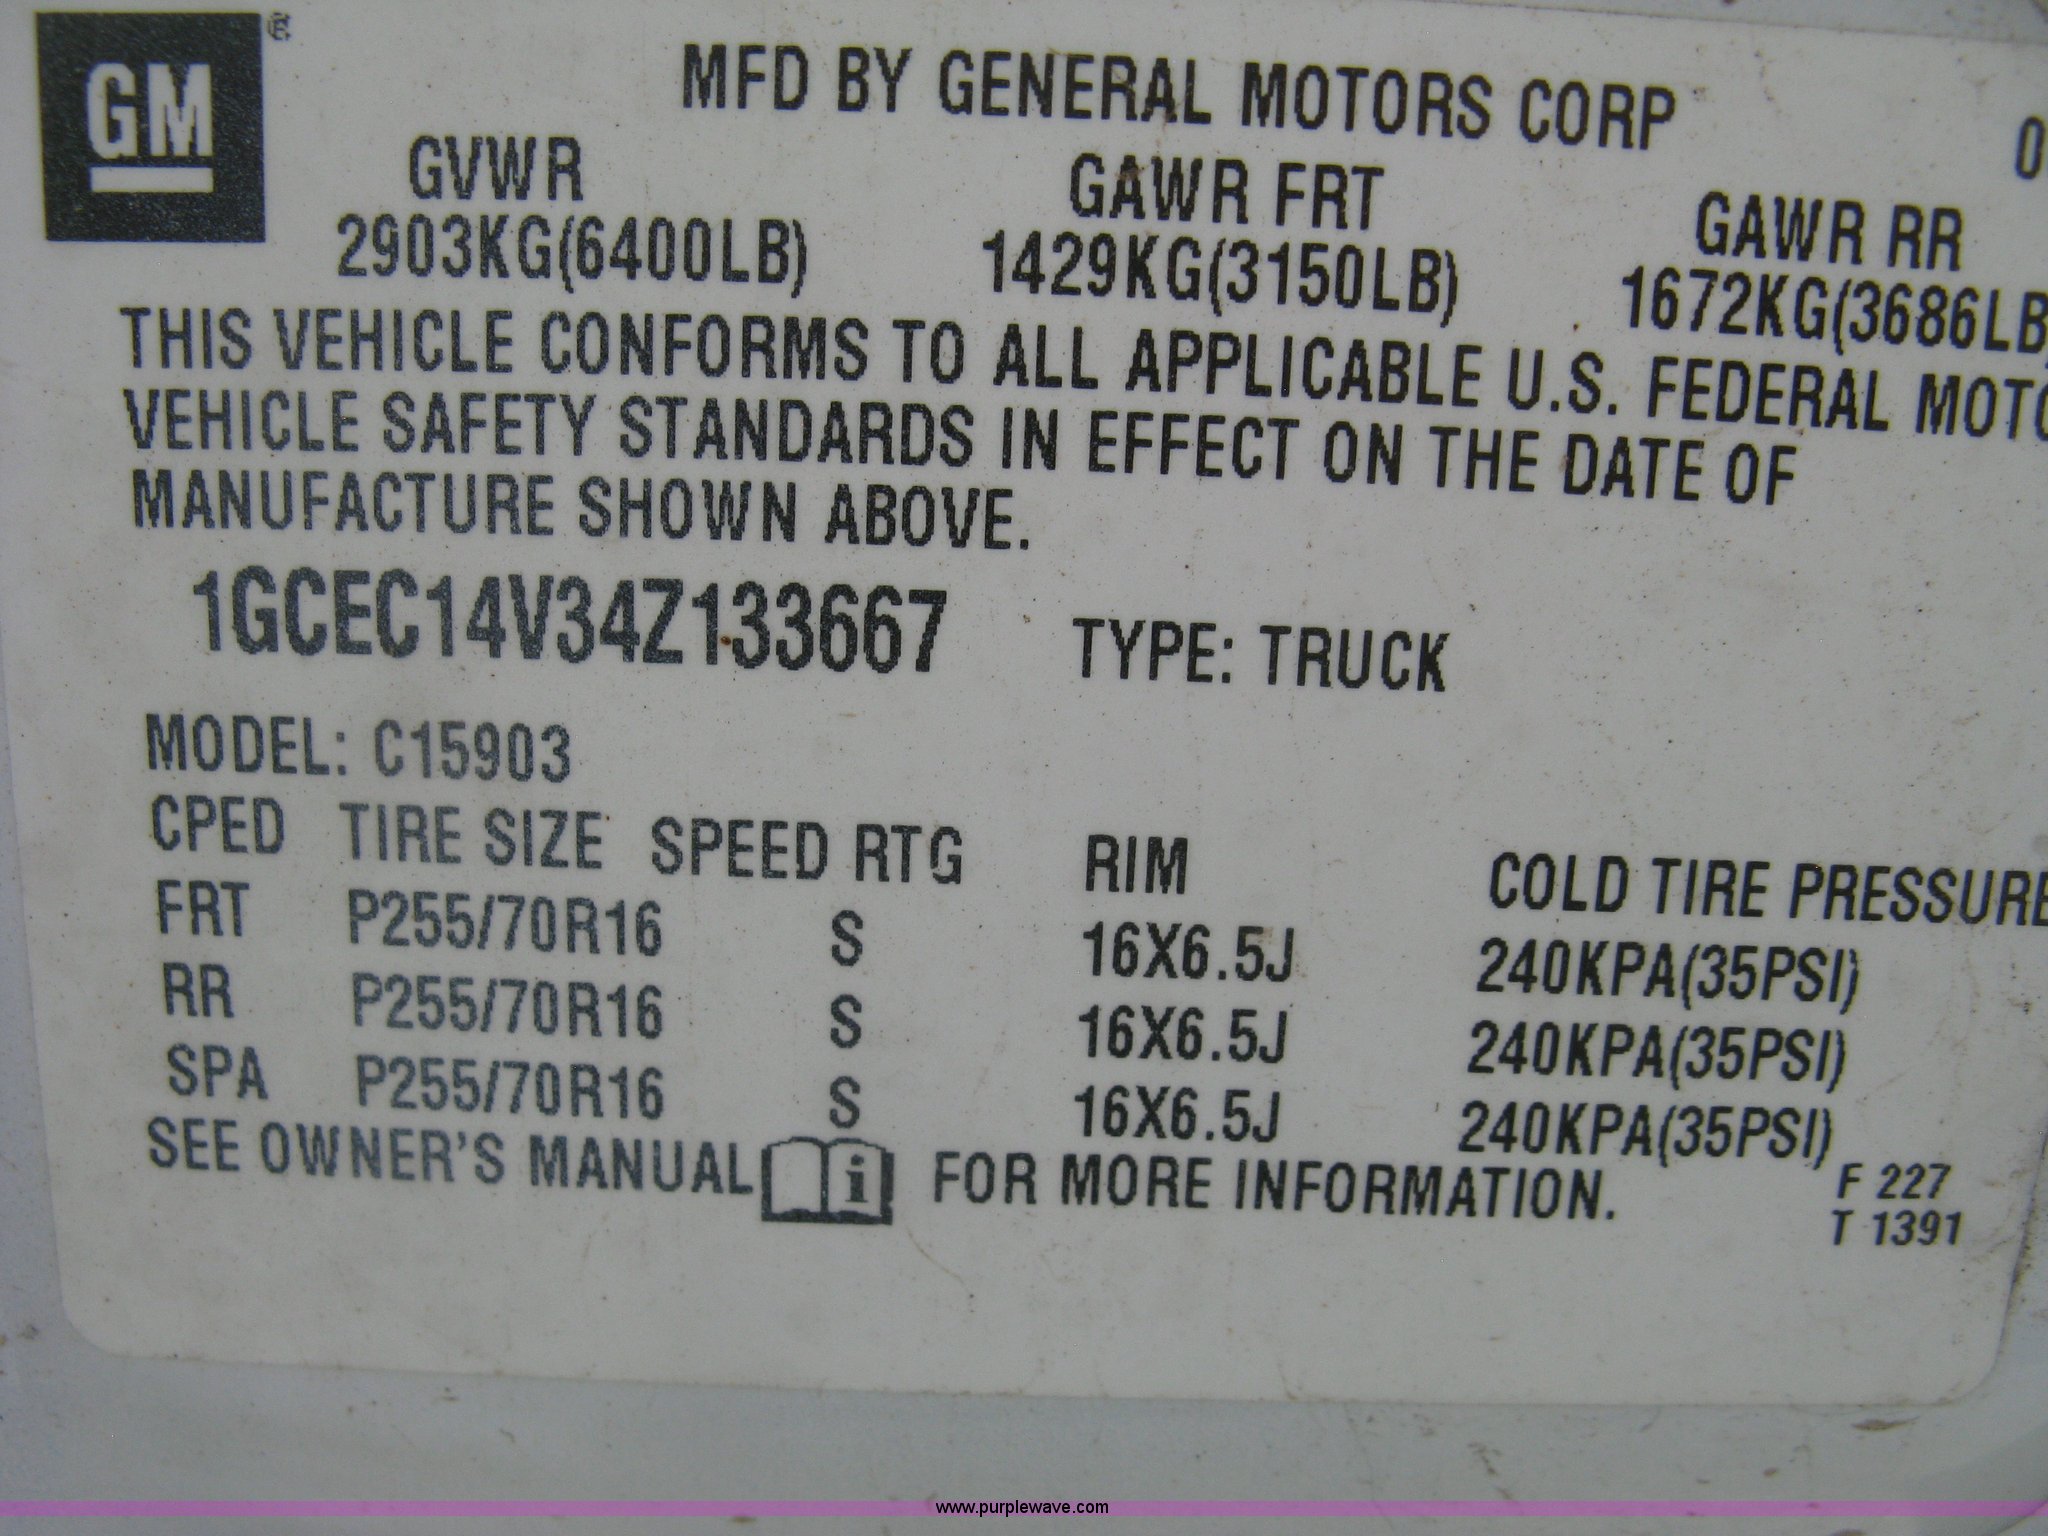 GM
MFD BY GENERAL MOTORS CORP
GVWR GAWR FRT GAWR RR
2903KG(6400LB) 1429KG(3150LB) 1672KG(3686LB
THIS VEHICLE CONFORMS TO ALL APPLICABLE U.S. FEDERAL MOTO
VEHICLE SAFETY STANDARDS IN EFFECT ON THE DATE OF
MANUFACTURE SHOWN ABOVE.
1GCEC14V34Z133667 TYPE: TRUCK
MODEL: C15903
CPED TIRE SIZE SPEED RTG RIM COLD TIRE PRESSURE
FRT P255/70R16 S 16X6.5J 240KPA(35PSI)
RR P255/70R16 S 16X6.5J 240KPA(35PSI)
SPA P255/70R16 S 16X6.5J 240KPA(35PSI)
SEE OWNER'S MANUAL i FOR MORE INFORMATION.
F 227
T 1391
www.purplewave.com